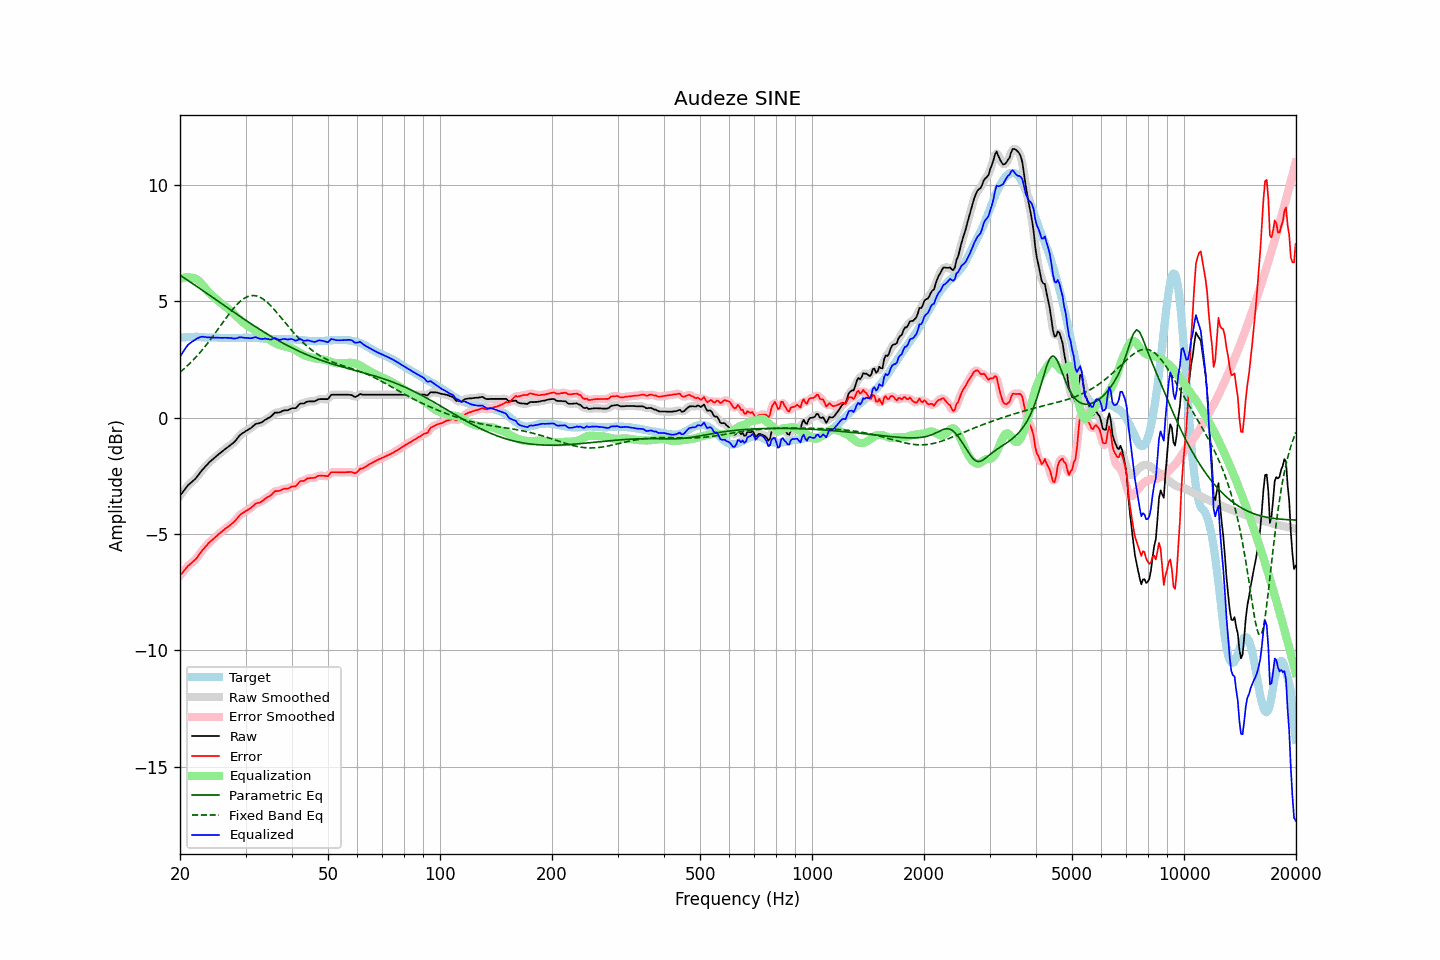 Audeze SINE
Amplitude (dBr)
10
5
0
−5
−10
−15
Target
Raw Smoothed
Error Smoothed
Raw
Error
Equalization
Parametric Eq
Fixed Band Eq
Equalized
20 50 100 200 500 1000 2000 5000 10000 20000
Frequency (Hz)